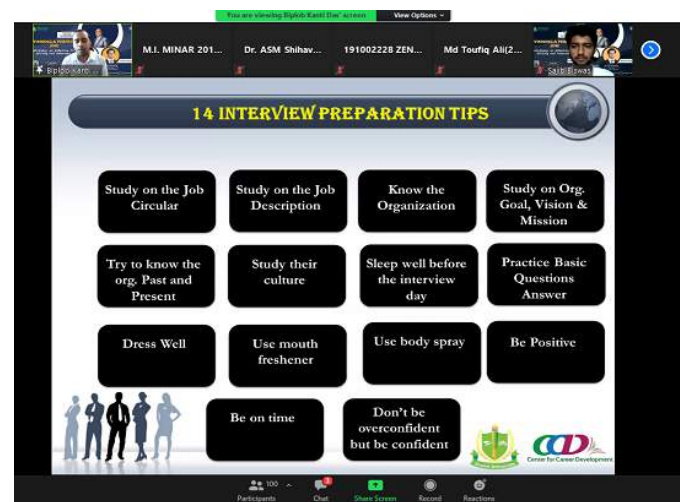 You are viewing Biplob Kanti Das' screen View Options
M.I. MINAR 201... Dr. ASM Shihav... 191002228 ZEN... Md Toufiq Ali(2...
Biplob Kanti ... Sakib Biswas
14 INTERVIEW PREPARATION TIPS
Study on the Job
Circular
Study on the Job
Description
Know the
Organization
Study on Org.
Goal, Vision &
Mission
Try to know the
org. Past and
Present
Study their
culture
Sleep well before
the interview
day
Practice Basic
Questions
Answer
Dress Well
Use mouth
freshener
Use body spray
Be Positive
Be on time
Don't be
overconfident
but be confident
CCD
Center for Career Development
100
Participants Chat Share Screen Record Reactions